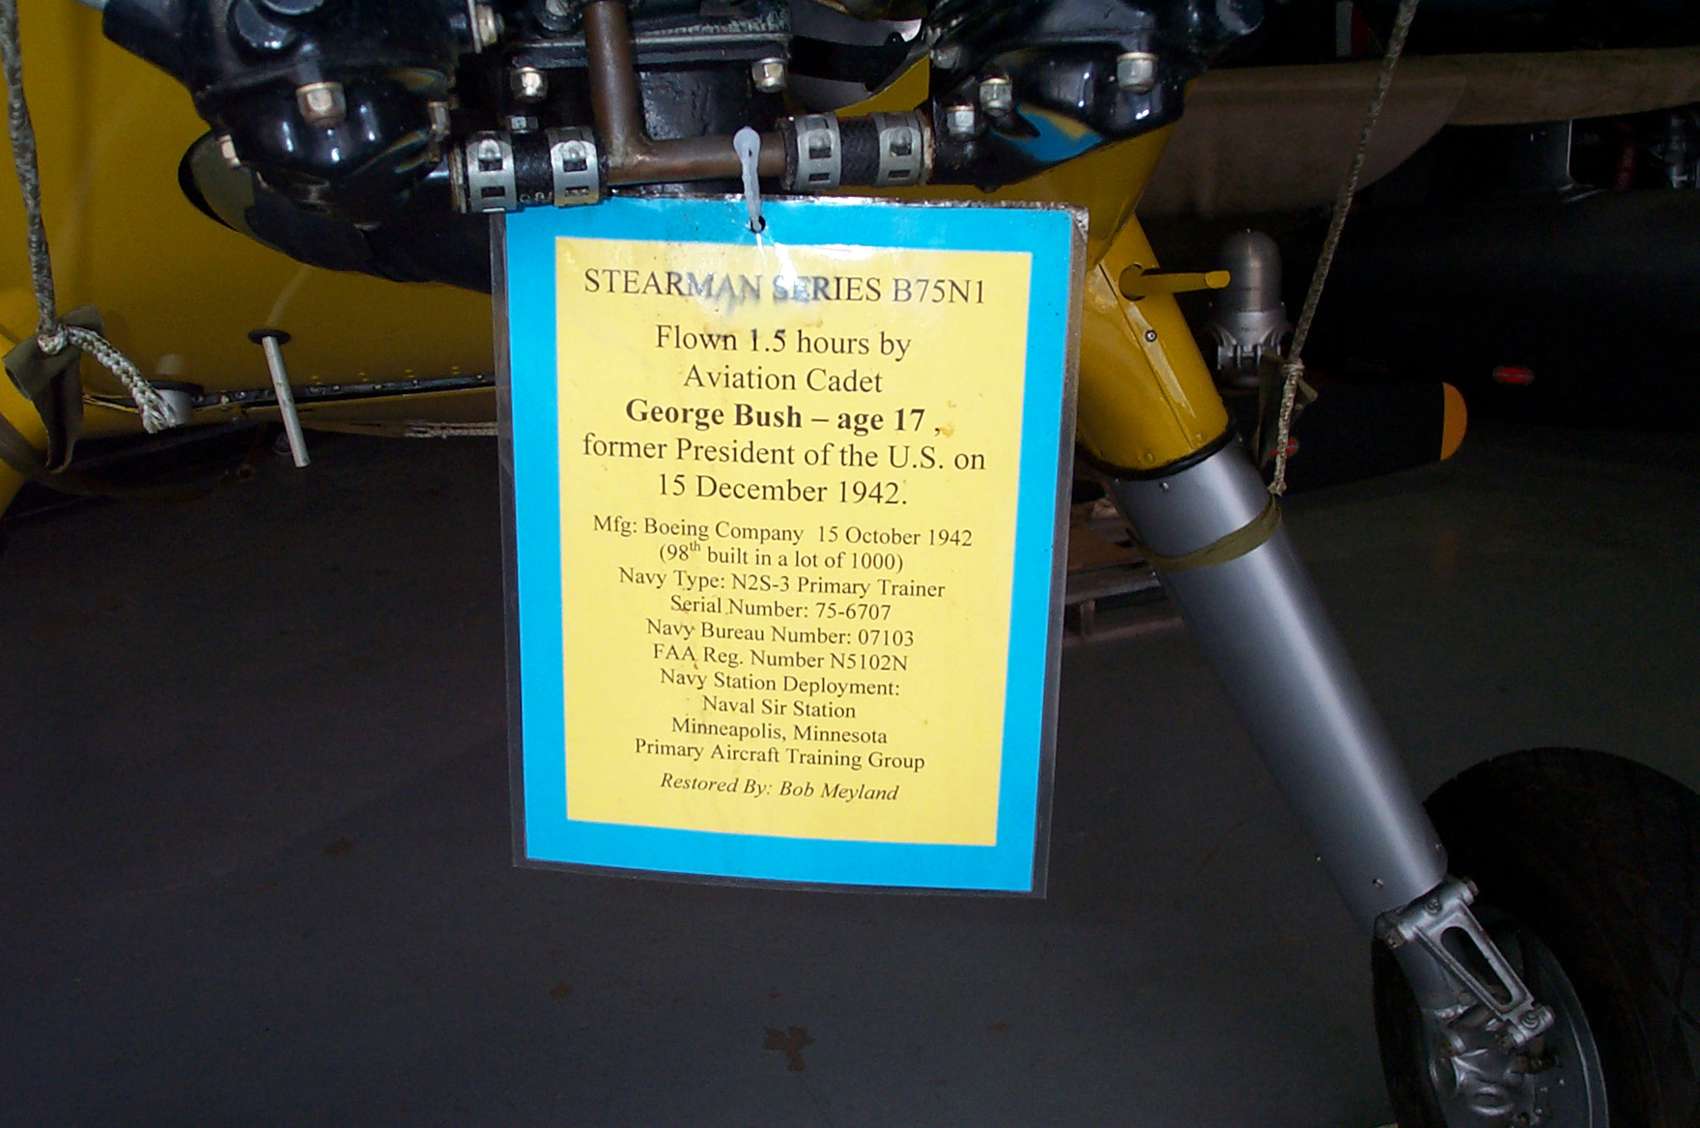 STEARMAN SERIES B75N1
Flown 1.5 hours by
Aviation Cadet
George Bush – age 17 ,
former President of the U.S. on
15 December 1942.
Mfg: Boeing Company 15 October 1942
(98th built in a lot of 1000)
Navy Type: N2S-3 Primary Trainer
Serial Number: 75-6707
Navy Bureau Number: 07103
FAA Reg. Number N5102N
Navy Station Deployment:
Naval Sir Station
Minneapolis, Minnesota
Primary Aircraft Training Group
Restored By: Bob Meyland